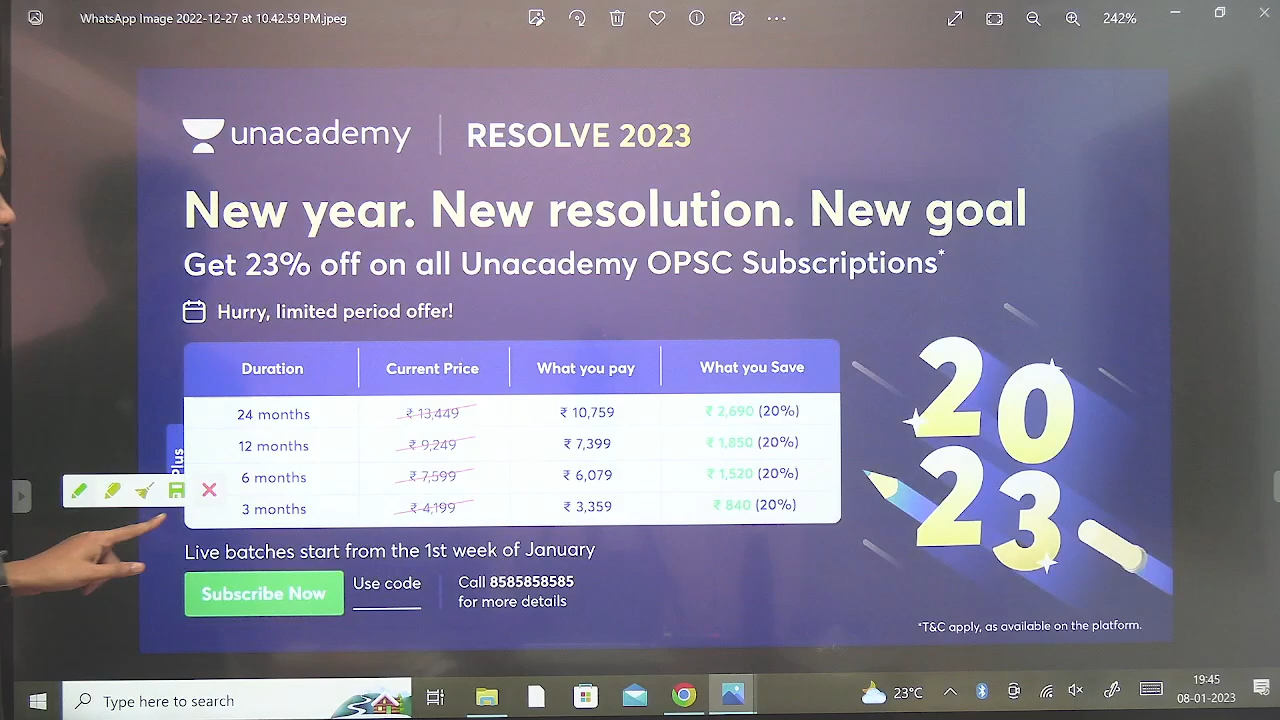 WhatsApp Image 2022-12-27 at 10.42.59 PM.jpeg
242%
unacademy | RESOLVE 2023
New year. New resolution. New goal
Get 23% off on all Unacademy OPSC Subscriptions*
Hurry, limited period offer!
Duration Current Price What you pay What you Save
24 months ₹ 13,449 ₹ 10,759 ₹ 2,690 (20%)
12 months ₹ 9,249 ₹ 7,399 ₹ 1,850 (20%)
6 months ₹ 7,599 ₹ 6,079 ₹ 1,520 (20%)
3 months ₹ 4,199 ₹ 3,359 ₹ 840 (20%)
Plus
20
23
Live batches start from the 1st week of January
Subscribe Now
Use code
Call 8585858585
for more details
*T&C apply, as available on the platform.
Type here to search
23°C
19:45
08-01-2023